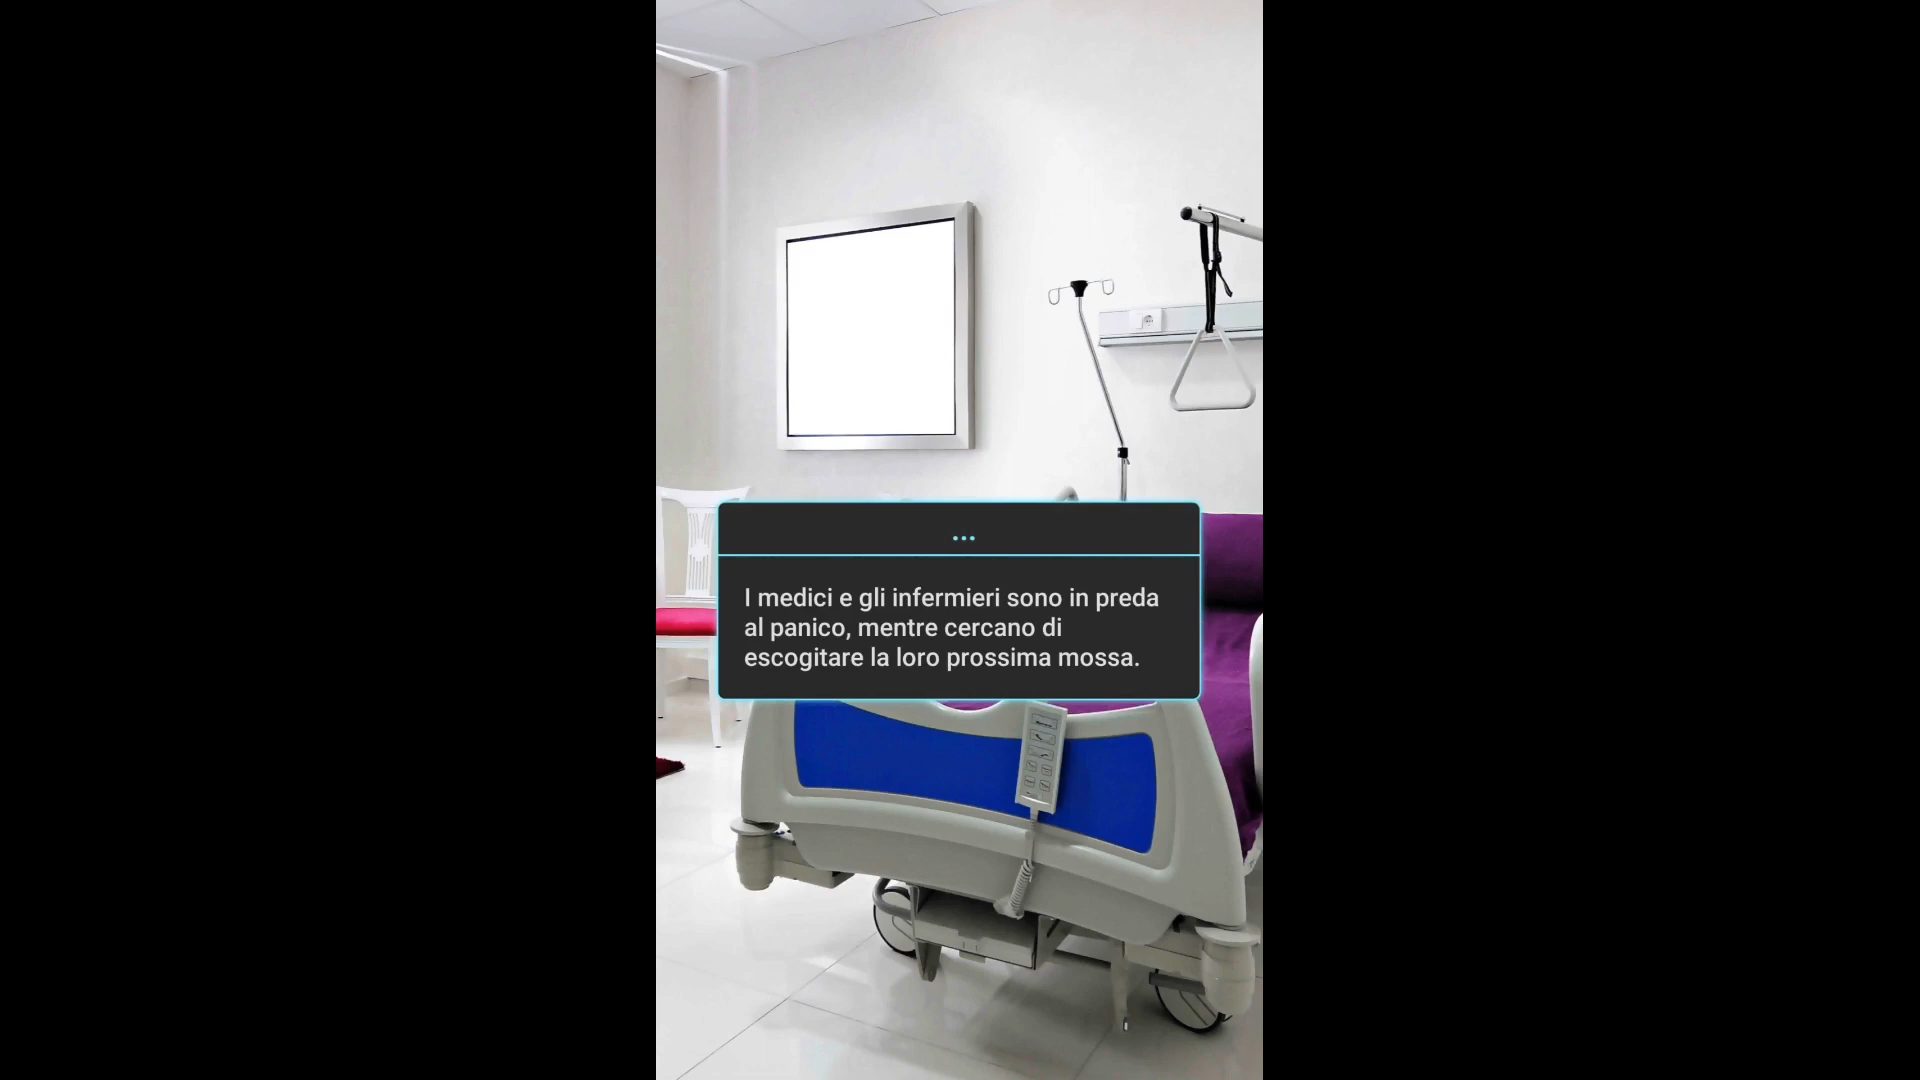 ...
I medici e gli infermieri sono in preda
al panico, mentre cercano di
escogitare la loro prossima mossa.